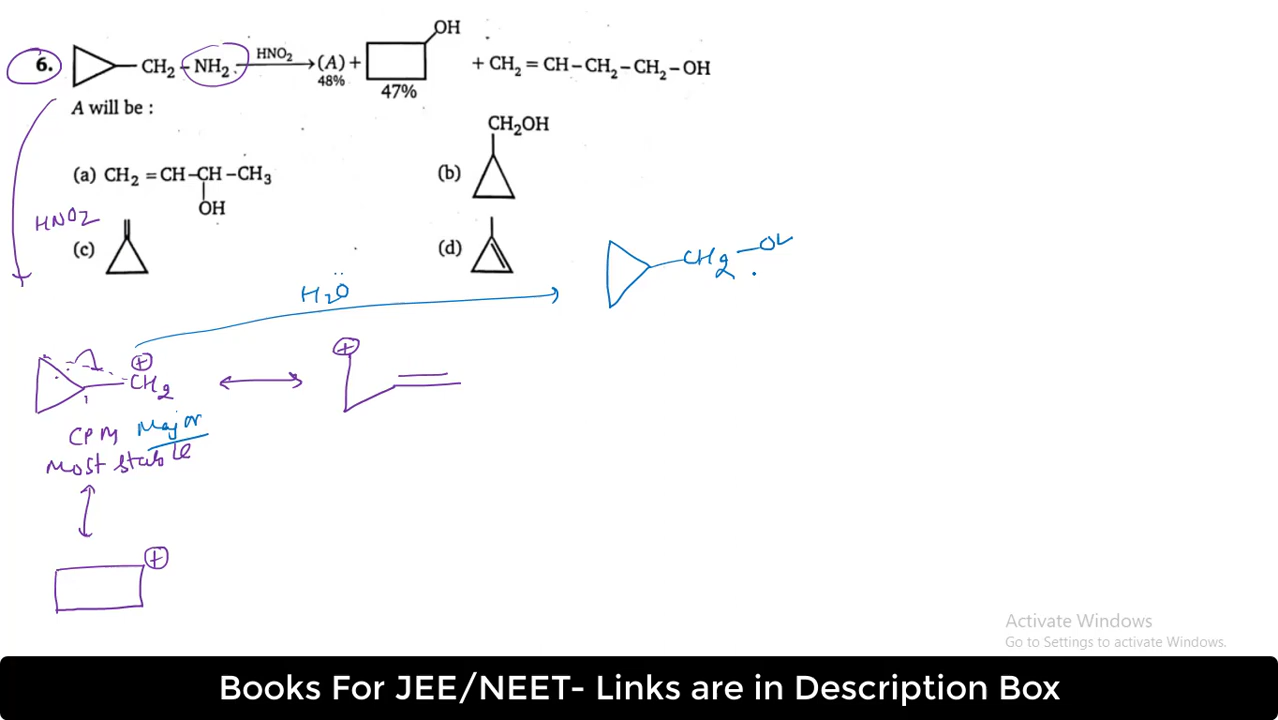 6. CH₂-NH₂ HNO₂ (A) + OH + CH₂ = CH-CH₂-CH₂-OH
48% 47%
A will be :
(a) CH₂ = CH-CH-CH₃
OH
(b) CH₂OH
(c)
(d)
HNO2
H₂O
CH2-OH
⊕ CH2
⊕
CPM Major
Most stable
⊕
Activate Windows
Go to Settings to activate Windows.
Books For JEE/NEET- Links are in Description Box